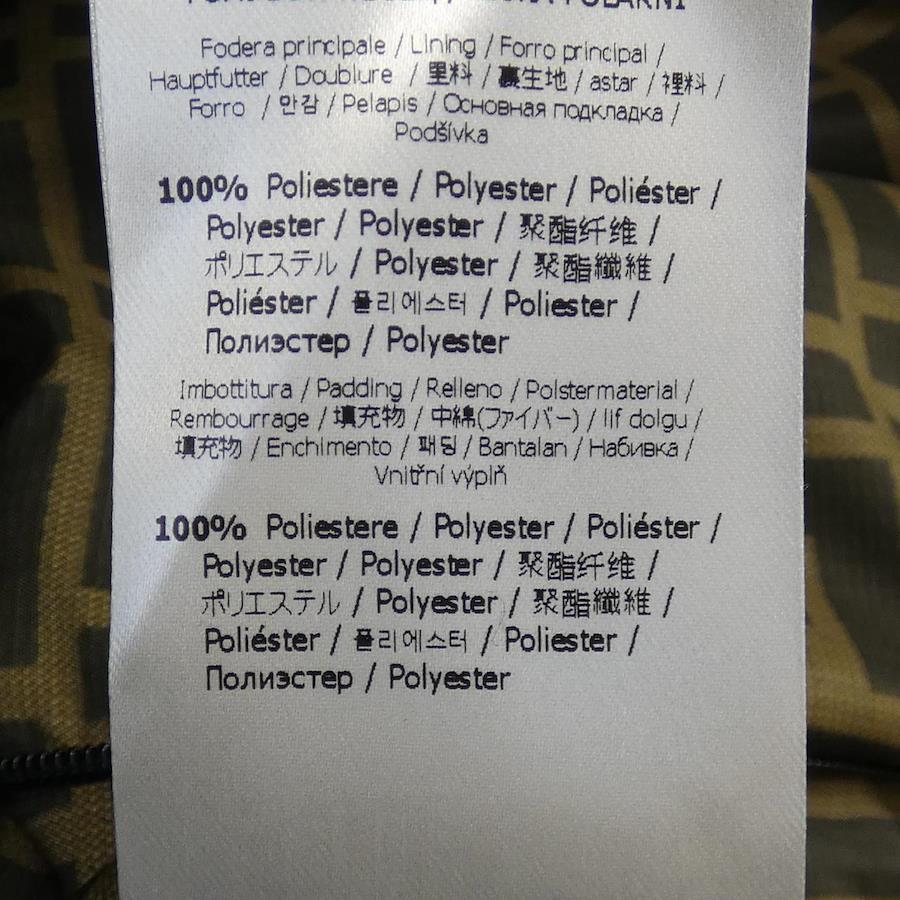 Fodera principale / Lining / Forro principal /
Hauptfutter / Doublure / 里料 / 裏生地 / astar / 裡料 /
Forro / 안감 / Pelapis / Основная подкладка /
Podšívka
100% Poliestere / Polyester / Poliéster /
Polyester / Polyester / 聚酯纤维 /
ポリエステル / Polyester / 聚酯纖維 /
Poliéster / 폴리에스터 / Poliester /
Полиэстер / Polyester
Imbottitura / Padding / Relleno / Polstermaterial /
Rembourrage / 填充物 / 中綿(ファイバー) / lif dolgu /
填充物 / Enchimento / 패딩 / Bantalan / Набивка /
Vnitřní výplň
100% Poliestere / Polyester / Poliéster /
Polyester / Polyester / 聚酯纤维 /
ポリエステル / Polyester / 聚酯纖維 /
Poliéster / 폴리에스터 / Poliester /
Полиэстер / Polyester